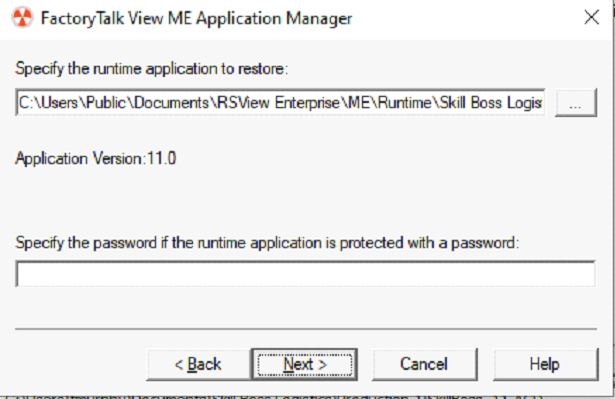 FactoryTalk View ME Application Manager
Specify the runtime application to restore:
C:\Users\Public\Documents\RSView Enterprise\ME\Runtime\Skill Boss Logis
...
Application Version:11.0
Specify the password if the runtime application is protected with a password:
< Back
Next >
Cancel
Help